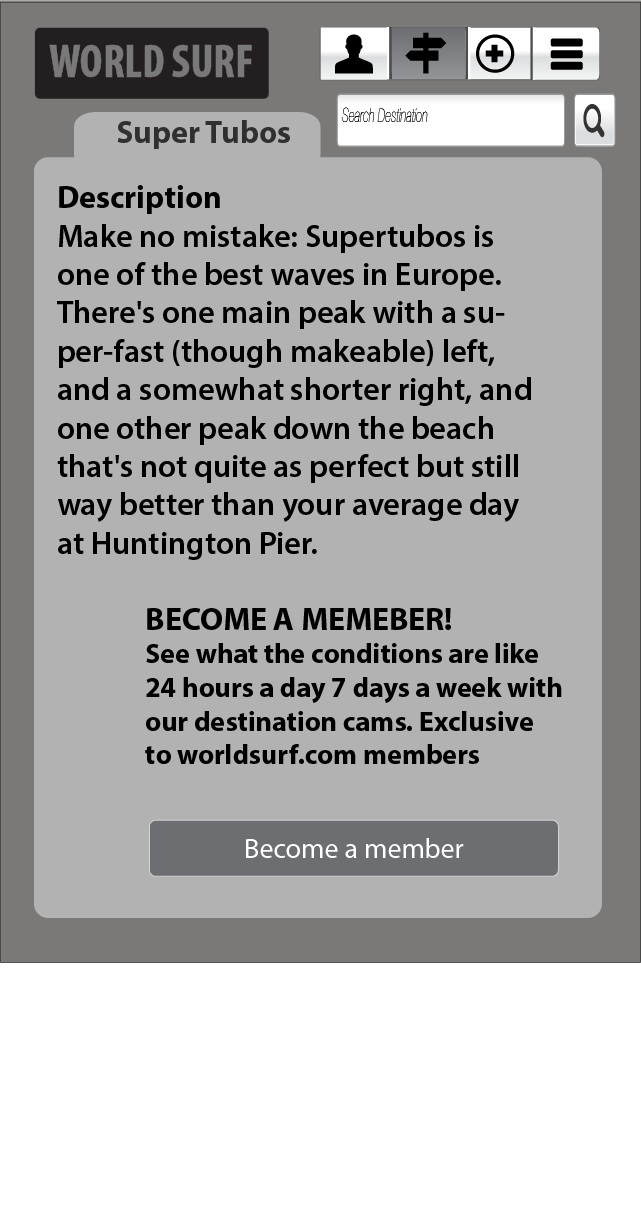 WORLD SURF
Search Destination
Super Tubos
Description
Make no mistake: Supertubos is
one of the best waves in Europe.
There's one main peak with a su-
per-fast (though makeable) left,
and a somewhat shorter right, and
one other peak down the beach
that's not quite as perfect but still
way better than your average day
at Huntington Pier.
BECOME A MEMEBER!
See what the conditions are like
24 hours a day 7 days a week with
our destination cams. Exclusive
to worldsurf.com members
Become a member